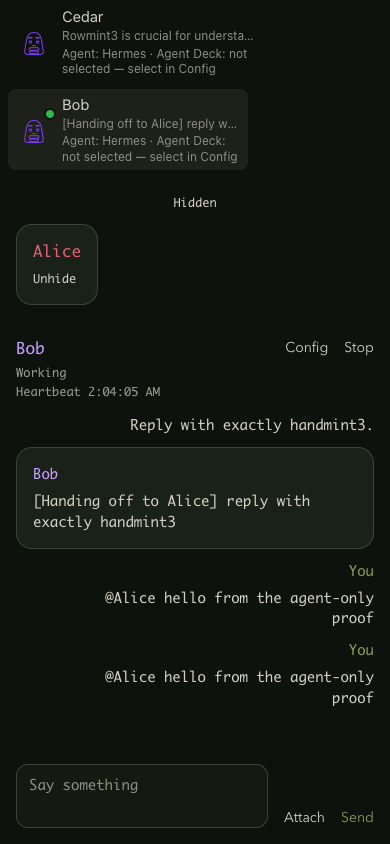 Cedar
Rowmint3 is crucial for understa...
Agent: Hermes · Agent Deck: not
selected — select in Config
Bob
[Handing off to Alice] reply w...
Agent: Hermes · Agent Deck:
not selected — select in Config
Hidden
Alice
Unhide
Bob
Config Stop
Working
Heartbeat 2:04:05 AM
Reply with exactly handmint3.
Bob
[Handing off to Alice] reply with
exactly handmint3
You
@Alice hello from the agent-only
proof
You
@Alice hello from the agent-only
proof
Say something
Attach Send